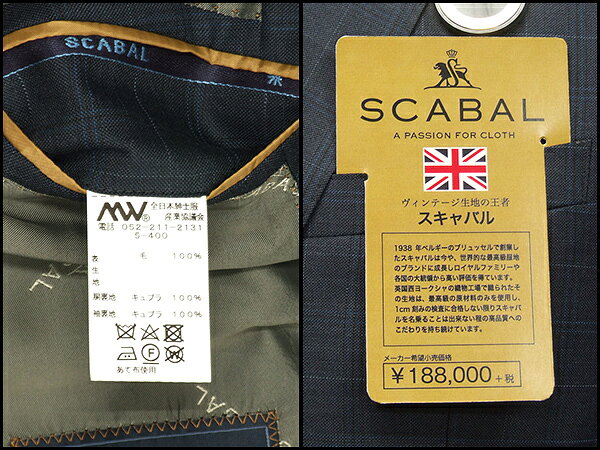 SCABAL
MW® 全日本紳士服
産業協議会
電話 052-211-2131
5-400
表生地 毛 100%
胴裏地 キュプラ 100%
袖裏地 キュプラ 100%
あて布使用
SCABAL
A PASSION FOR CLOTH
ヴィンテージ生地の王者
スキャバル
1938 年ベルギーのブリュッセルで創業し
たスキャバルは今や、世界的な最高級服地
のブランドに成長しロイヤルファミリーや
各国の大統領から高い評価を得ています。
英国西ヨークシャの織物工場で織られたそ
の生地は、最高級の原材料のみを使用し、
1cm 刻みの検査に合格しない限りスキャバ
ルを名乗ることは出来ない程の高品質への
こだわりを持ち続けています。
メーカー希望小売価格
￥188,000 +税